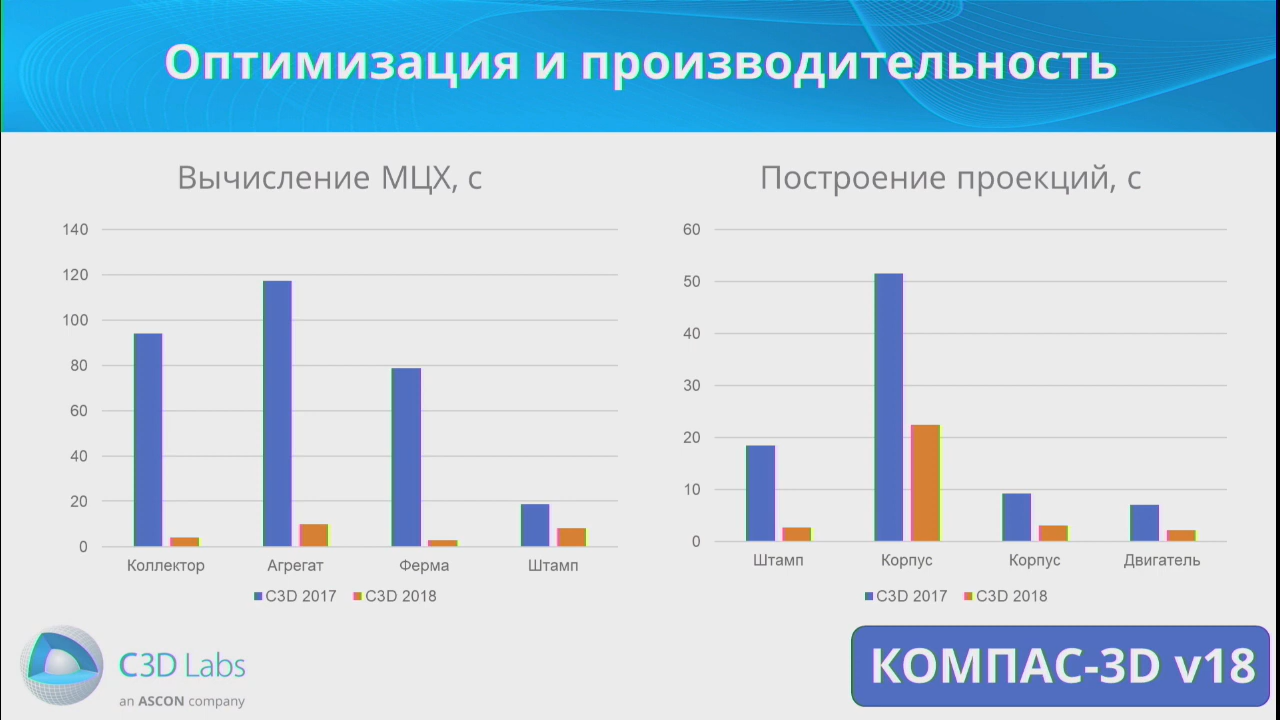 Оптимизация и производительность
Вычисление МЦХ, с
140
120
100
80
60
40
20
0
Коллектор Агрегат Ферма Штамп
C3D 2017 C3D 2018
Построение проекций, с
60
50
40
30
20
10
0
Штамп Корпус Корпус Двигатель
C3D 2017 C3D 2018
C3D Labs
an ASCON company
КОМПАС-3D v18